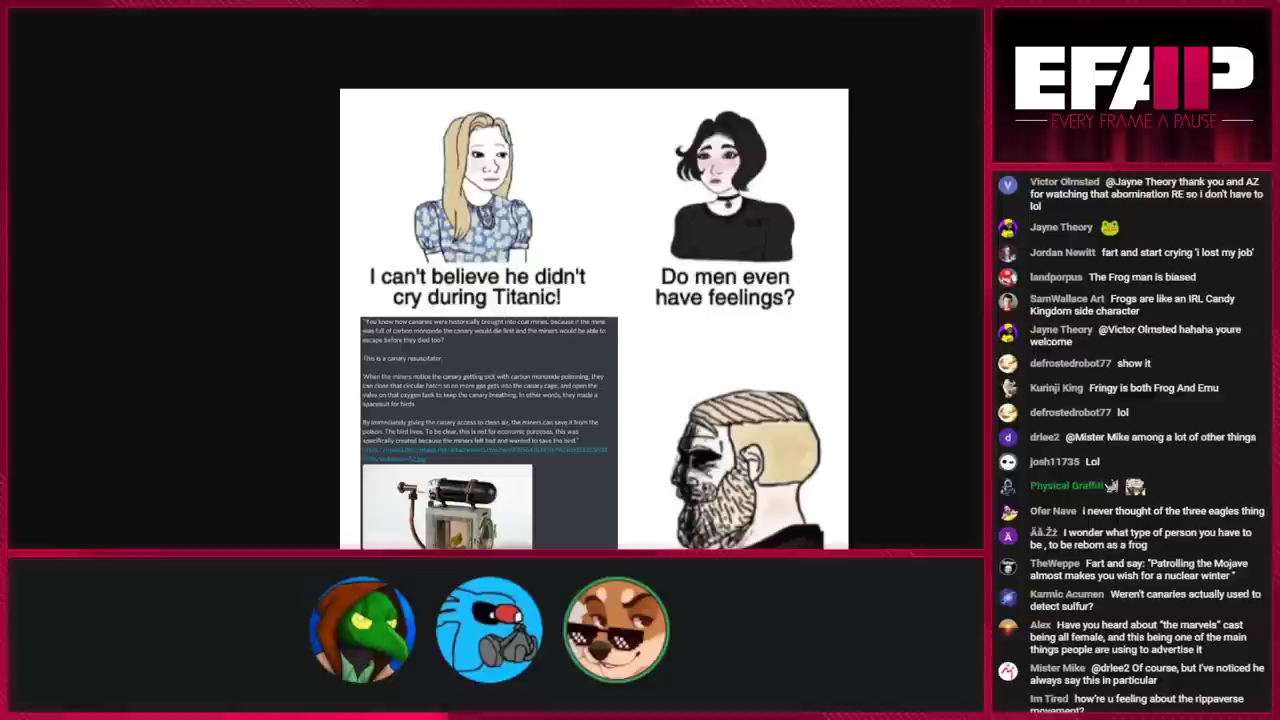 I can't believe he didn't
cry during Titanic!
Do men even
have feelings?
"You know how canaries were historically brought into coal mines, because if the mine
was full of carbon monoxide the canary would die first and the miners would be able to
escape before they died too?
This is a canary resuscitator.
When the miners notice the canary getting sick with carbon monoxide poisoning, they
can close that circular hatch so no more gas gets into the canary cage, and open the
valve on that oxygen tank to keep the canary breathing. In other words, they made a
spacesuit for birds.
By immediately giving the canary access to clean air, the miners can save it from the
poison. The bird lives. To be clear, this is not for economic purposes, this was
specifically created because the miners felt bad and wanted to save the bird."
EFAP
EVERY FRAME A PAUSE
V
Victor Olmsted @Jayne Theory thank you and AZ
for watching that abomination RE so i don't have to
lol
Jayne Theory
Jordan Newitt fart and start crying 'i lost my job'
landporpus The Frog man is biased
SamWallace Art Frogs are like an IRL Candy
Kingdom side character
Jayne Theory @Victor Olmsted hahaha youre
welcome
defrostedrobot77 show it
Kurinji King Fringy is both Frog And Emu
defrostedrobot77 lol
d
drlee2 @Mister Mike among a lot of other things
josh11735 Lol
Physical Graffiti
Ofer Nave i never thought of the three eagles thing
Ä
Äã.Žž I wonder what type of person you have to
be , to be reborn as a frog
TheWeppe Fart and say: "Patrolling the Mojave
almost makes you wish for a nuclear winter "
Karmic Acumen Weren't canaries actually used to
detect sulfur?
Alex Have you heard about "the marvels" cast
being all female, and this being one of the main
things people are using to advertise it
Mister Mike @drlee2 Of course, but I've noticed he
always say this in particular
Im Tired how're u feeling about the rippaverse
movement?